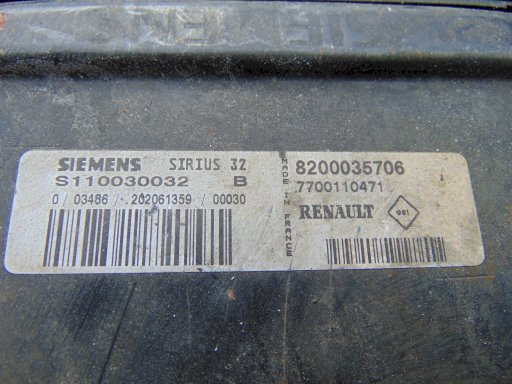 SIEMENS SIRIUS 32
S110030032 B
0 / 03486 / 202061359 / 00030
MADE IN FRANCE
8200035706
7700110471
RENAULT